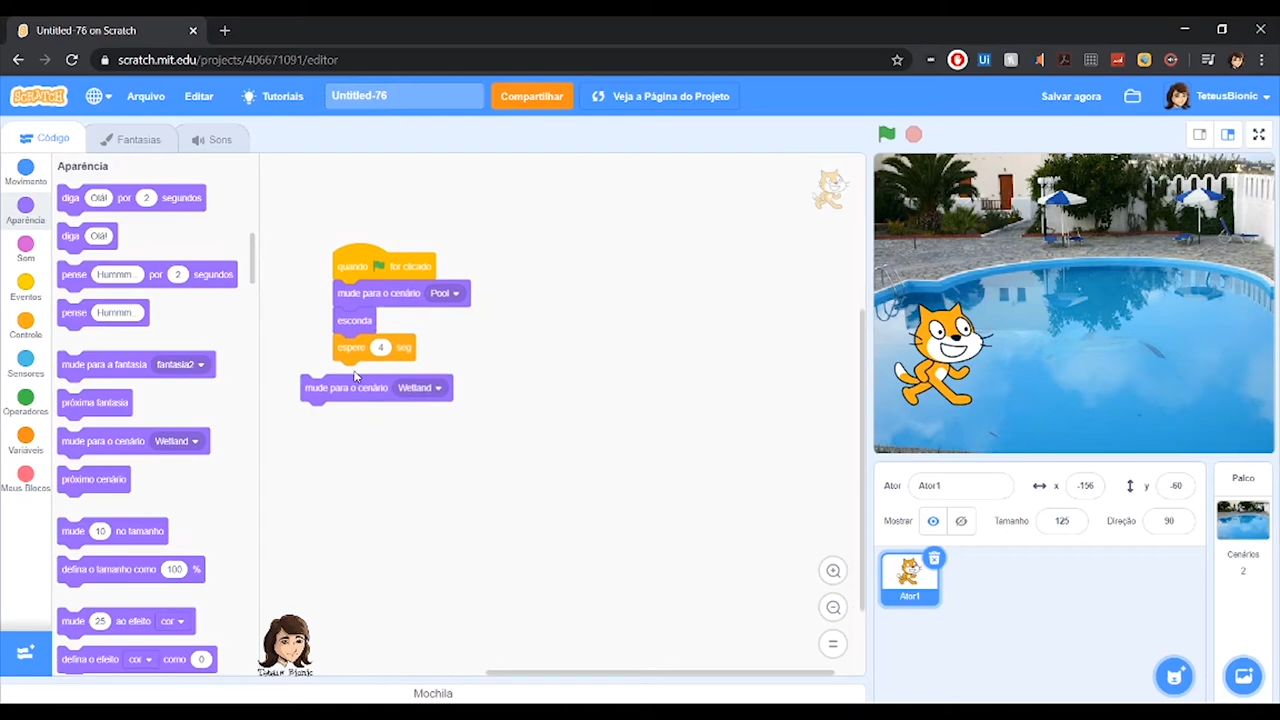 Untitled-76 on Scratch
scratch.mit.edu/projects/406671091/editor
SCRATCH
Arquivo
Editar
Tutoriais
Untitled-76
Compartilhar
Veja a Página do Projeto
Salvar agora
TeteusBionic
Código
Fantasias
Sons
Movimento
Aparência
Som
Eventos
Controle
Sensores
Operadores
Variáveis
Meus Blocos
Aparência
diga Olá! por 2 segundos
diga Olá!
pense Hummm... por 2 segundos
pense Hummm...
mude para a fantasia fantasia2
próxima fantasia
mude para o cenário Wetland
próximo cenário
mude 10 no tamanho
defina o tamanho como 100 %
mude 25 ao efeito cor
defina o efeito cor como 0
quando for clicado
mude para o cenário Pool
esconda
espere 4 seg
mude para o cenário Wetland
Teteus Bionic
Mochila
Ator Ator1 x -156 y -60
Mostrar Tamanho 125 Direção 90
Ator1
Palco
Cenários
2